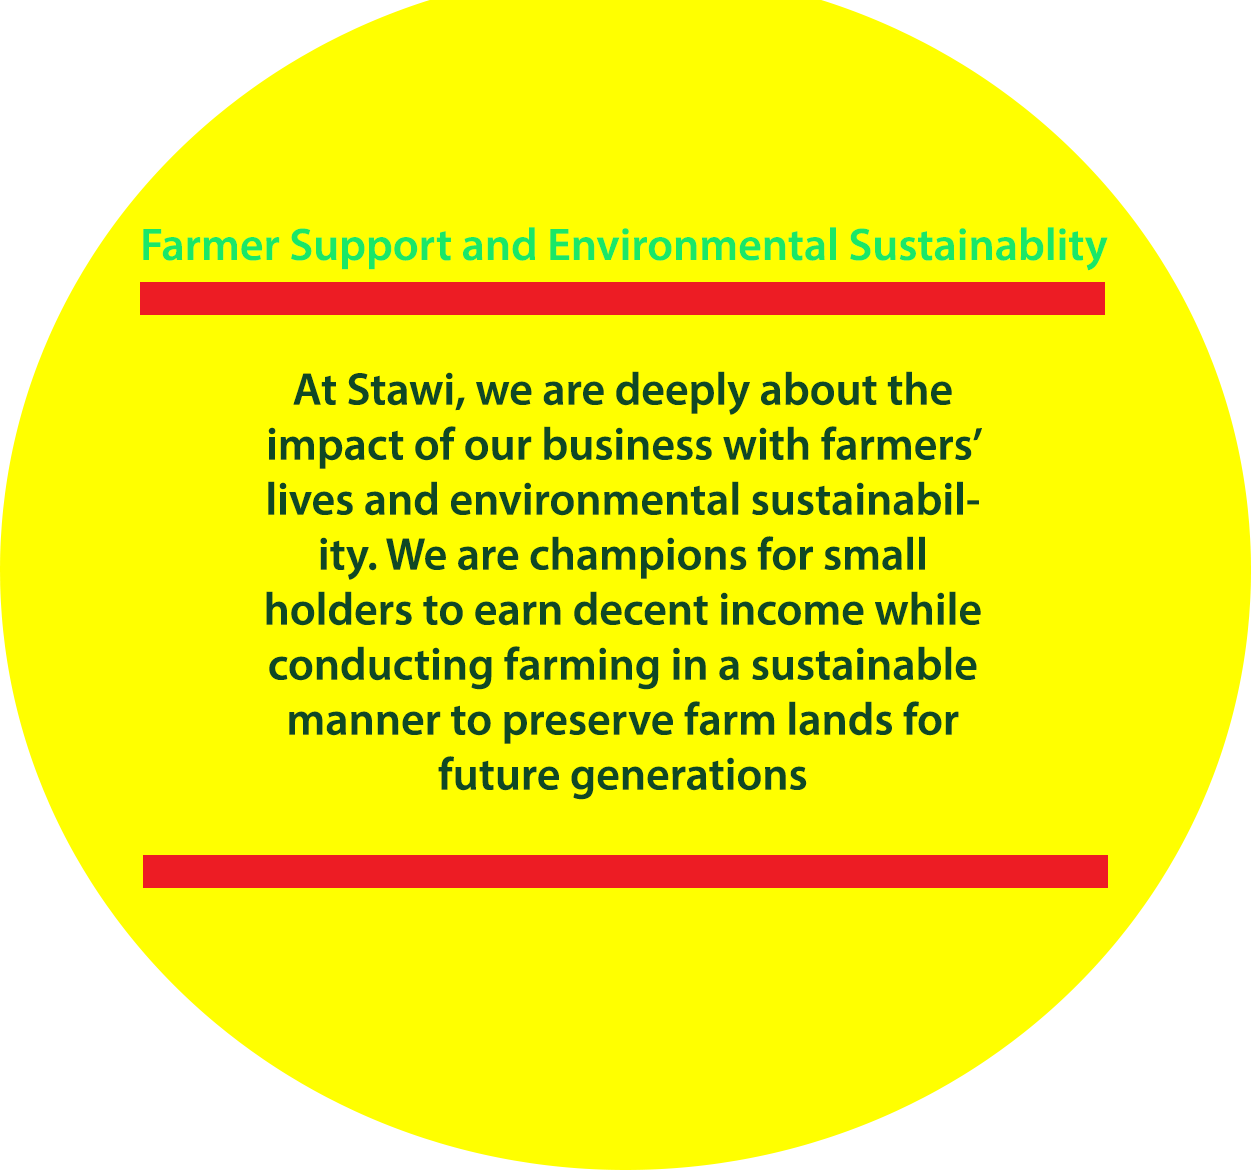 Farmer Support and Environmental Sustainablity
At Stawi, we are deeply about the
impact of our business with farmers’
lives and environmental sustainabil-
ity. We are champions for small
holders to earn decent income while
conducting farming in a sustainable
manner to preserve farm lands for
future generations